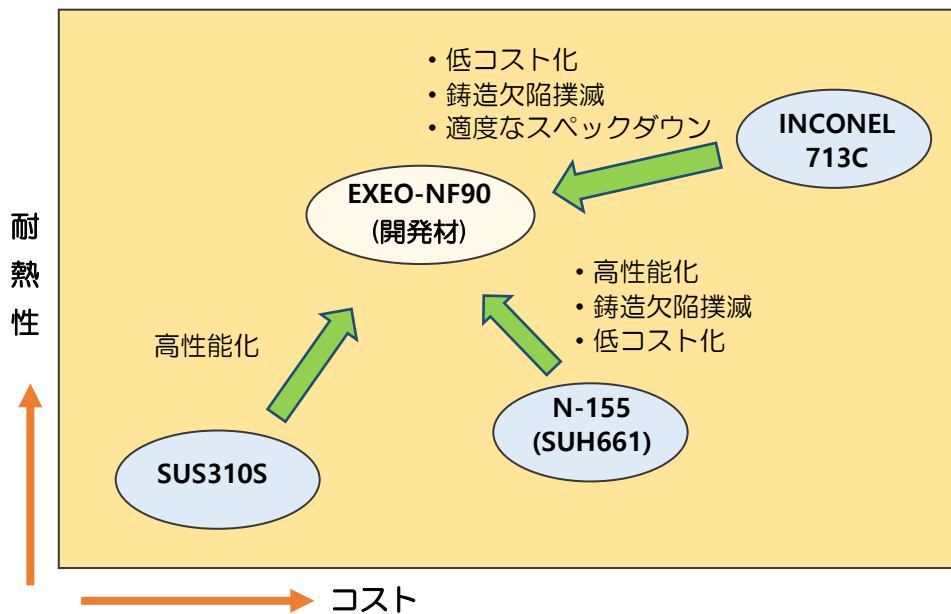 ・低コスト化
・鋳造欠陥撲滅
・適度なスペックダウン
INCONEL
713C
EXEO-NF90
(開発材)
耐熱性
・高性能化
・鋳造欠陥撲滅
・低コスト化
高性能化
N-155
(SUH661)
SUS310S
コスト